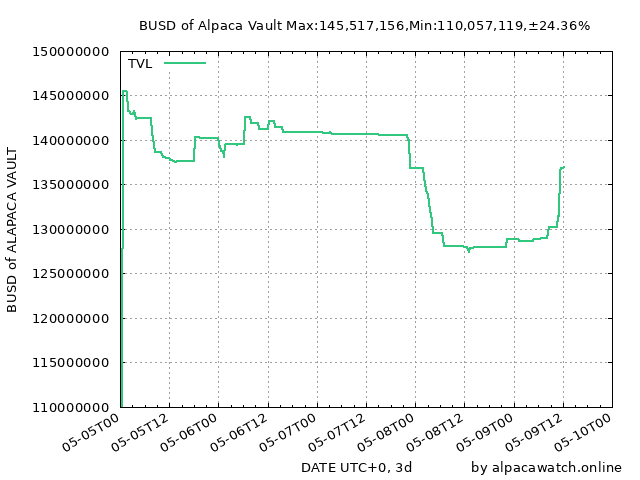 BUSD of Alpaca Vault Max:145,517,156,Min:110,057,119,±24.36%
150000000
TVL
145000000
140000000
135000000
130000000
125000000
120000000
115000000
110000000
BUSD of ALAPACA VAULT
05-05T00
05-05T12
05-06T00
05-06T12
05-07T00
05-07T12
05-08T00
05-08T12
05-09T00
05-09T12
05-10T00
DATE UTC+0, 3d
by alpacawatch.online